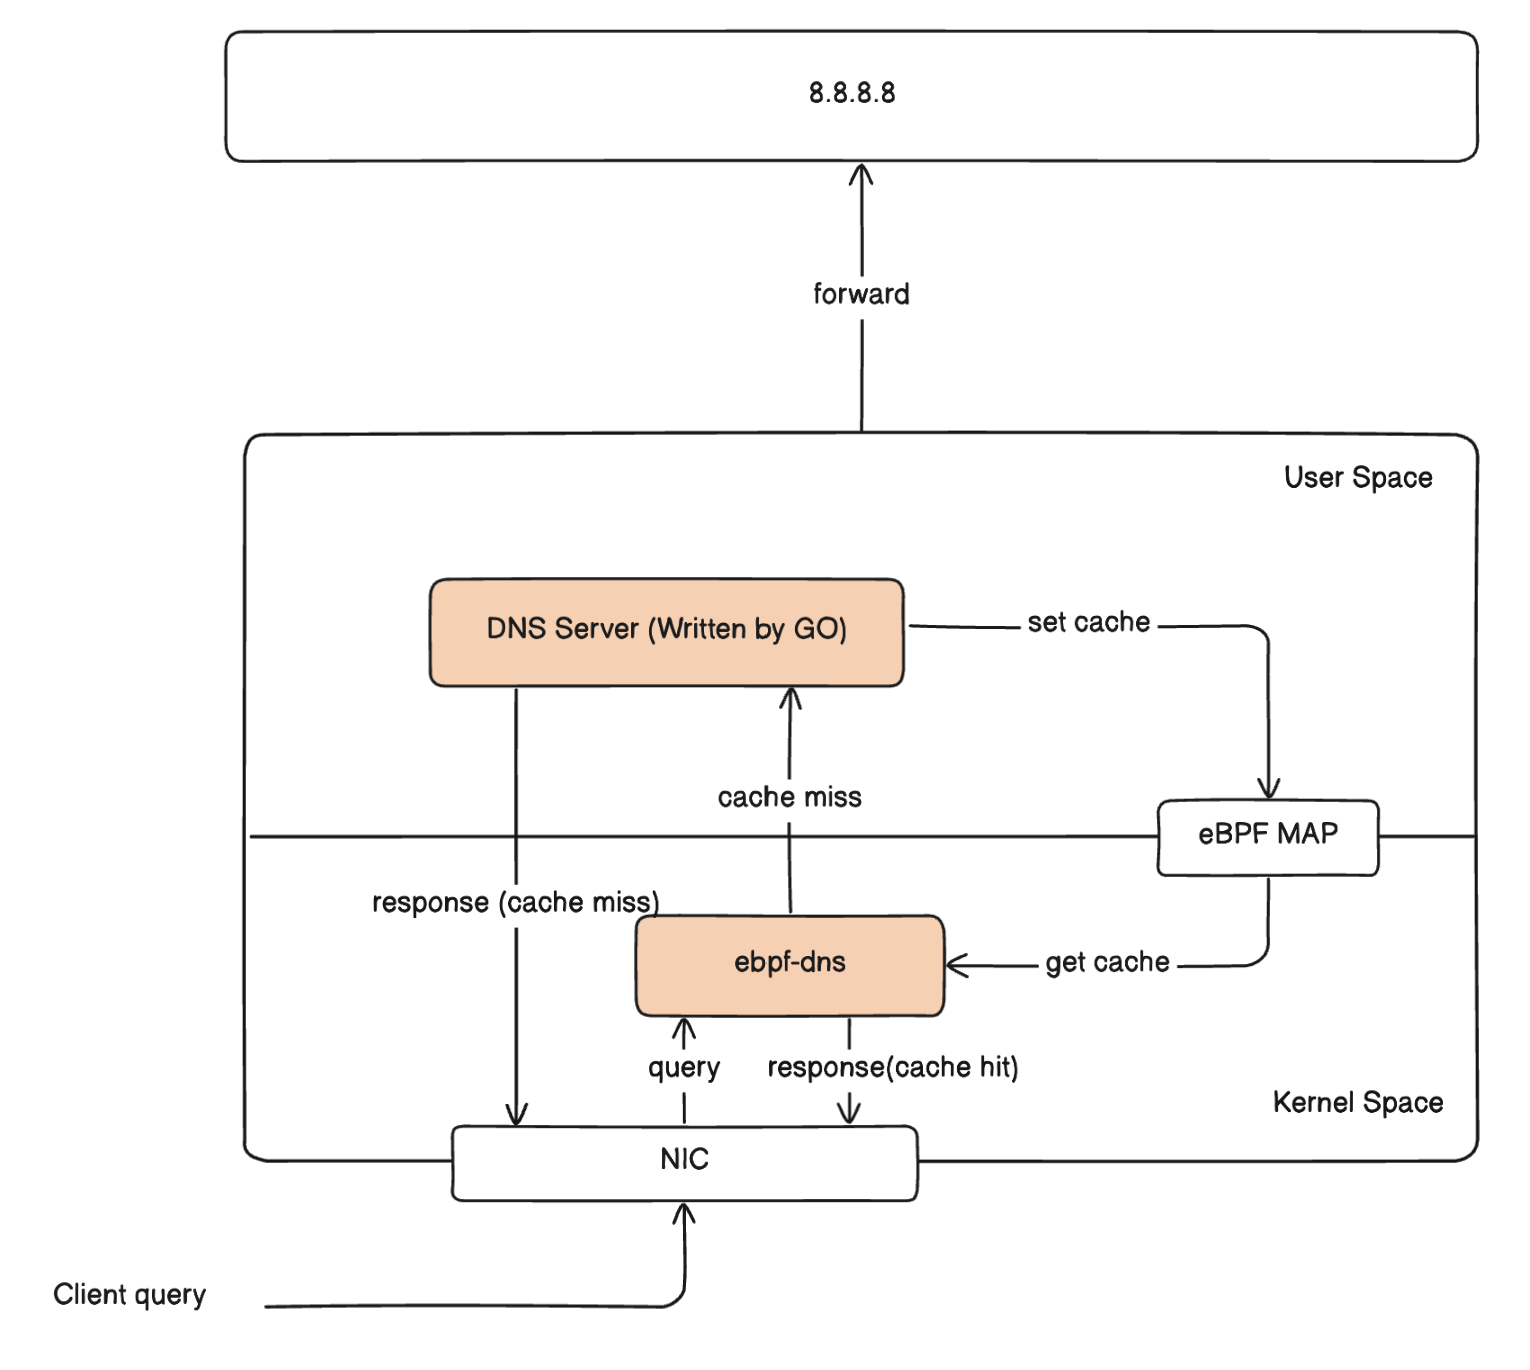 8.8.8.8
forward
User Space
DNS Server (Written by GO)
set cache
cache miss
eBPF MAP
response (cache miss)
ebpf-dns
get cache
query
response(cache hit)
Kernel Space
NIC
Client query